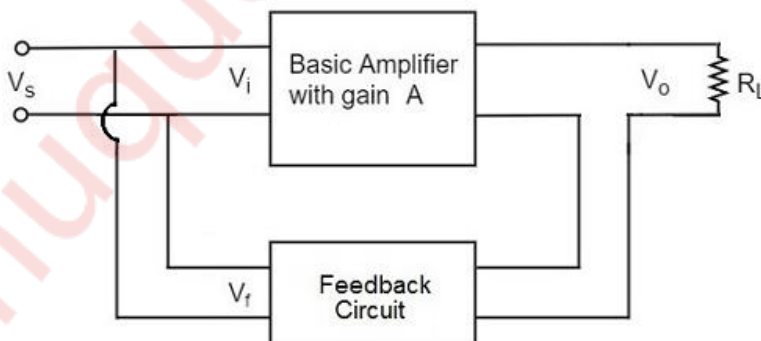 Basic Amplifier
with gain A
Vs
Vi
Vo
RL
Vf
Feedback
Circuit